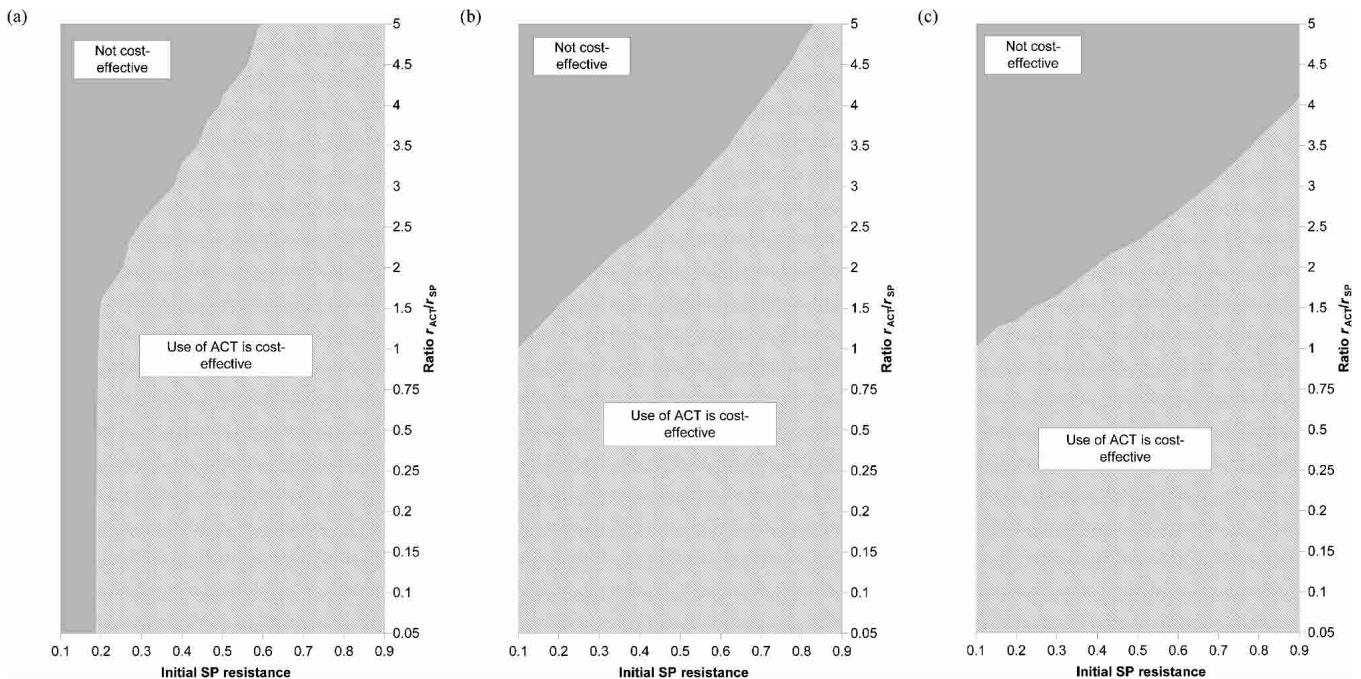 (a)
Not cost-
effective
Use of ACT is cost-
effective
5
4.5
4
3.5
3
2.5
2
1.5
1
0.75
0.5
0.25
0.2
0.15
0.1
0.05
Ratio rACT/rSP
0.1 0.2 0.3 0.4 0.5 0.6 0.7 0.8 0.9
Initial SP resistance
(b)
Not cost-
effective
Use of ACT is cost-
effective
5
4.5
4
3.5
3
2.5
2
1.5
1
0.75
0.5
0.25
0.2
0.15
0.1
0.05
Ratio rACT/rSP
0.1 0.2 0.3 0.4 0.5 0.6 0.7 0.8 0.9
Initial SP resistance
(c)
Not cost-
effective
Use of ACT is cost-
effective
5
4.5
4
3.5
3
2.5
2
1.5
1
0.75
0.5
0.25
0.2
0.15
0.1
0.05
Ratio rACT/rSP
0.1 0.2 0.3 0.4 0.5 0.6 0.7 0.8 0.9
Initial SP resistance